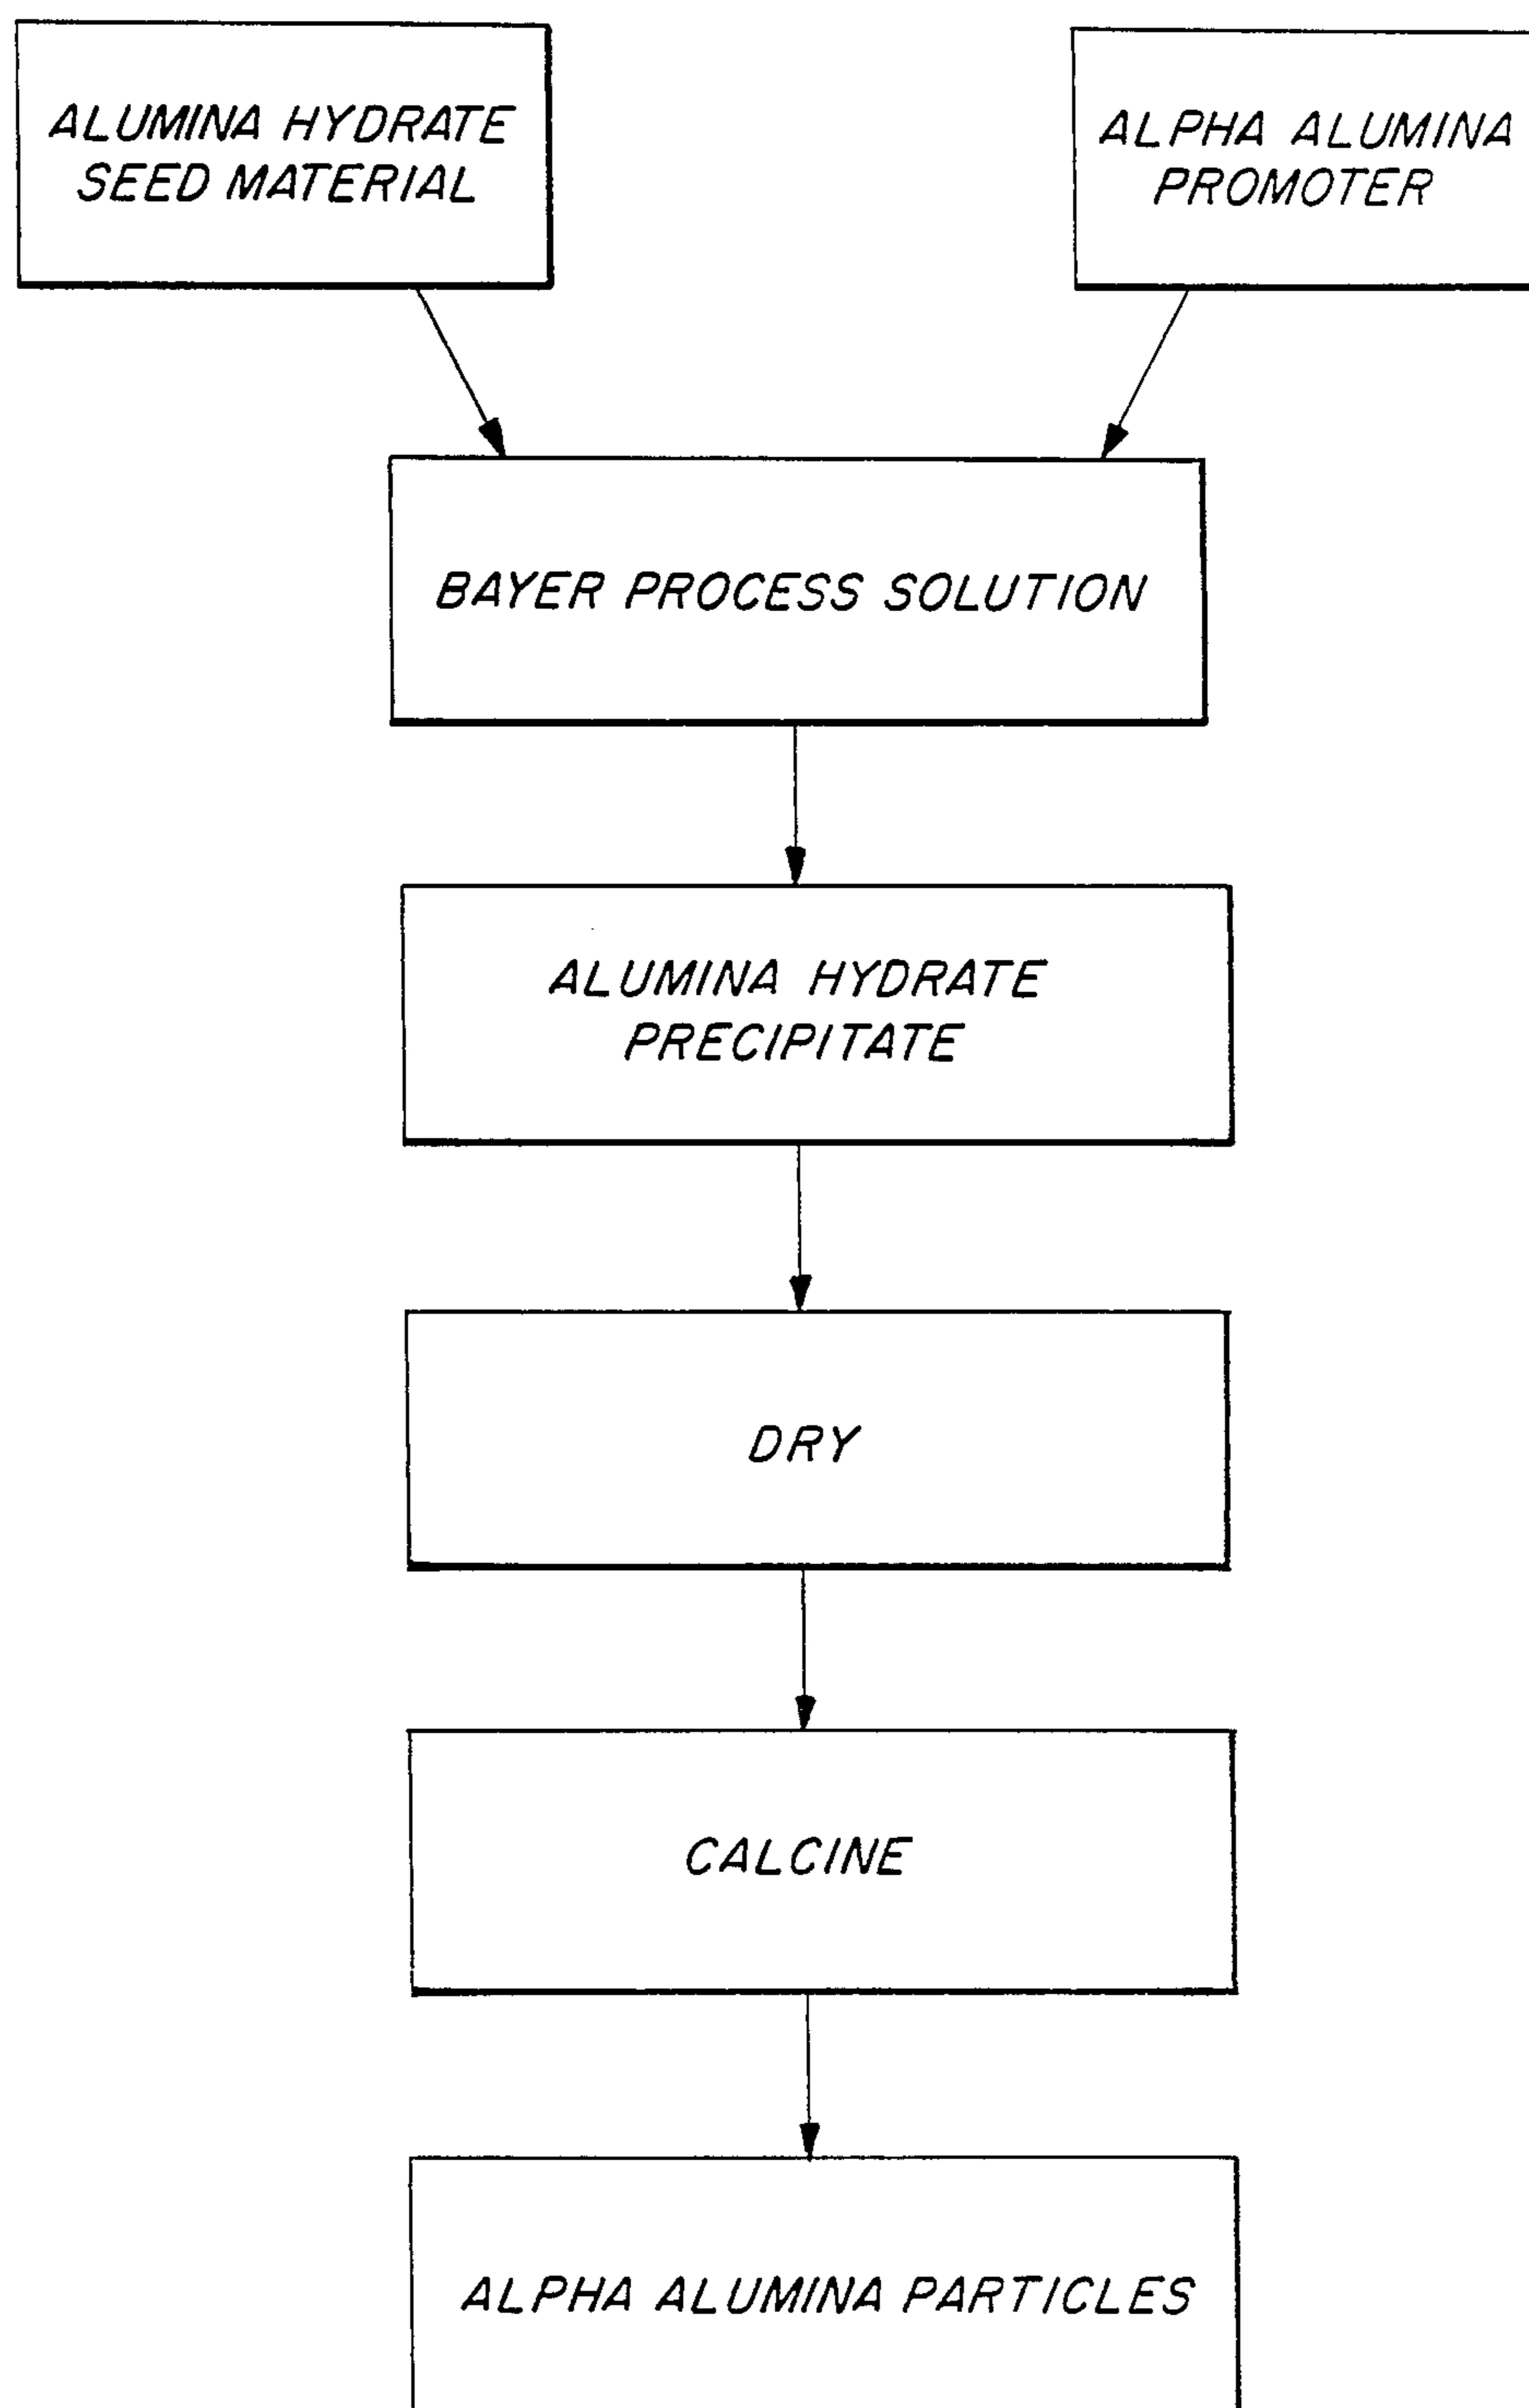 ALUMINA HYDRATE
SEED MATERIAL
ALPHA ALUMINA
PROMOTER
BAYER PROCESS SOLUTION
ALUMINA HYDRATE
PRECIPITATE
DRY
CALCINE
ALPHA ALUMINA PARTICLES